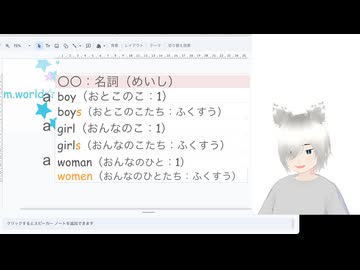 75%
背景
レイアウト
テーマ
切り替え効果
〇〇：名詞（めいし）
m.world
a boy（おとこのこ：1）
boys（おとこのこたち：ふくすう）
a girl（おんなのこ：1）
girls（おんなのこたち：ふくすう）
a woman（おんなのひと：1）
women（おんなのひとたち：ふくすう）
クリックするとスピーカー ノートを追加できます